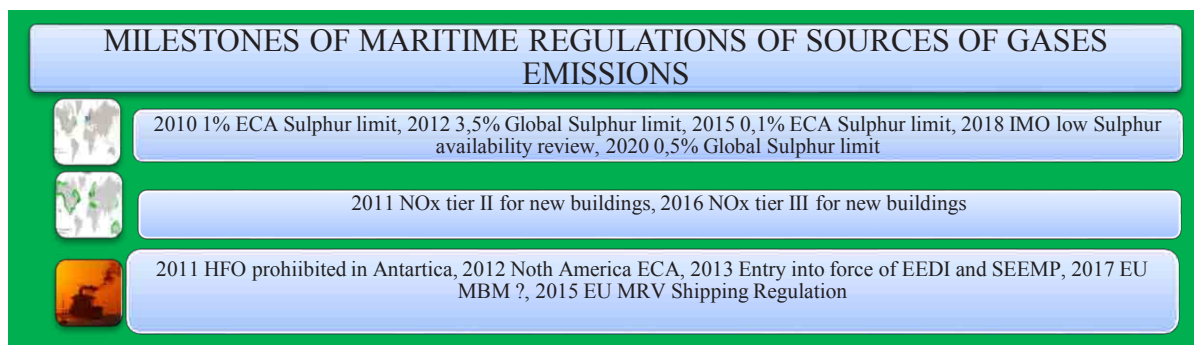 MILESTONES OF MARITIME REGULATIONS OF SOURCES OF GASES
EMISSIONS
2010 1% ECA Sulphur limit, 2012 3,5% Global Sulphur limit, 2015 0,1% ECA Sulphur limit, 2018 IMO low Sulphur
availability review, 2020 0,5% Global Sulphur limit
2011 NOx tier II for new buildings, 2016 NOx tier III for new buildings
2011 HFO prohiibited in Antartica, 2012 Noth America ECA, 2013 Entry into force of EEDI and SEEMP, 2017 EU
MBM ?, 2015 EU MRV Shipping Regulation